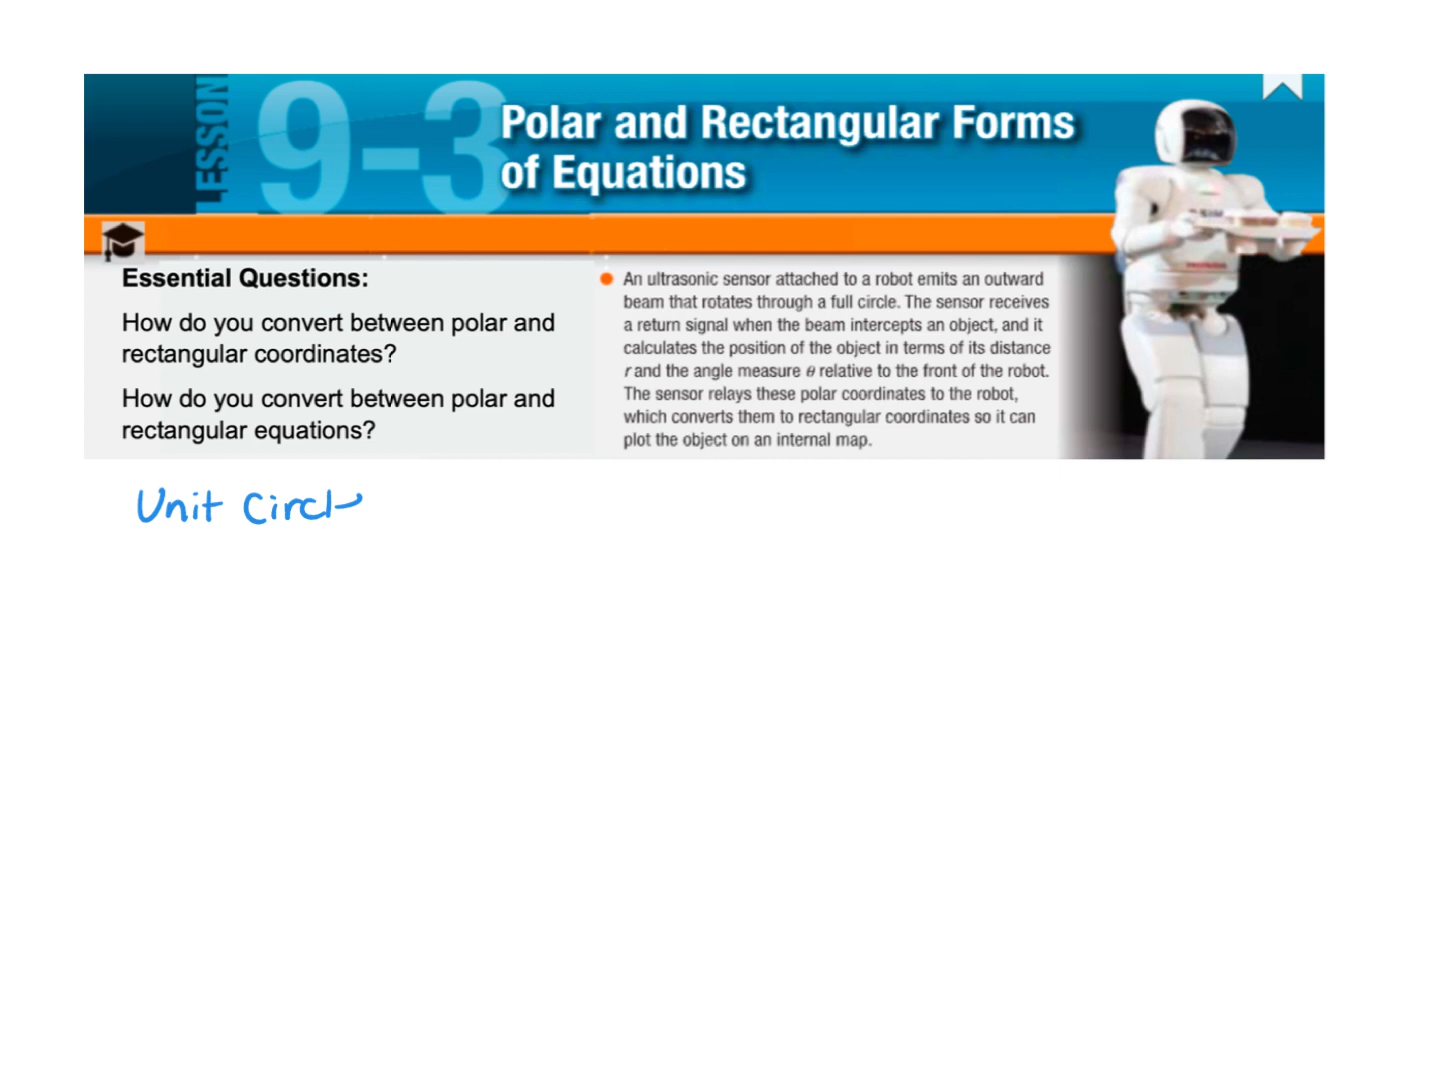 LESSON
9-3
Polar and Rectangular Forms
of Equations
Essential Questions:
How do you convert between polar and
rectangular coordinates?
How do you convert between polar and
rectangular equations?
An ultrasonic sensor attached to a robot emits an outward
beam that rotates through a full circle. The sensor receives
a return signal when the beam intercepts an object, and it
calculates the position of the object in terms of its distance
r and the angle measure θ relative to the front of the robot.
The sensor relays these polar coordinates to the robot,
which converts them to rectangular coordinates so it can
plot the object on an internal map.
Unit Circle